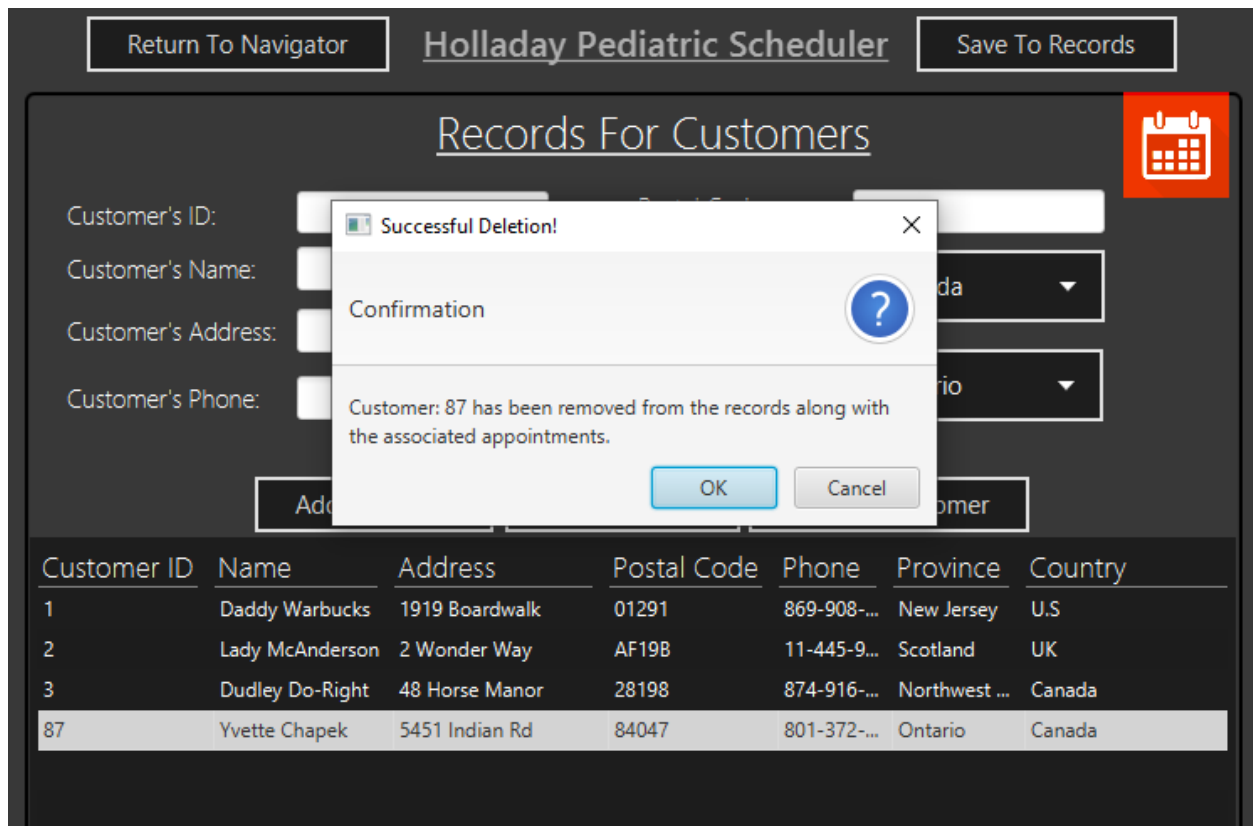 Return To Navigator Holladay Pediatric Scheduler Save To Records
Records For Customers
Customer's ID:
Customer's Name:
Customer's Address:
Customer's Phone:
Successful Deletion!
Confirmation
?
Customer: 87 has been removed from the records along with
the associated appointments.
OK Cancel
Customer ID Name Address Postal Code Phone Province Country
1 Daddy Warbucks 1919 Boardwalk 01291 869-908-... New Jersey U.S
2 Lady McAnderson 2 Wonder Way AF19B 11-445-9... Scotland UK
3 Dudley Do-Right 48 Horse Manor 28198 874-916-... Northwest ... Canada
87 Yvette Chapek 5451 Indian Rd 84047 801-372-... Ontario Canada